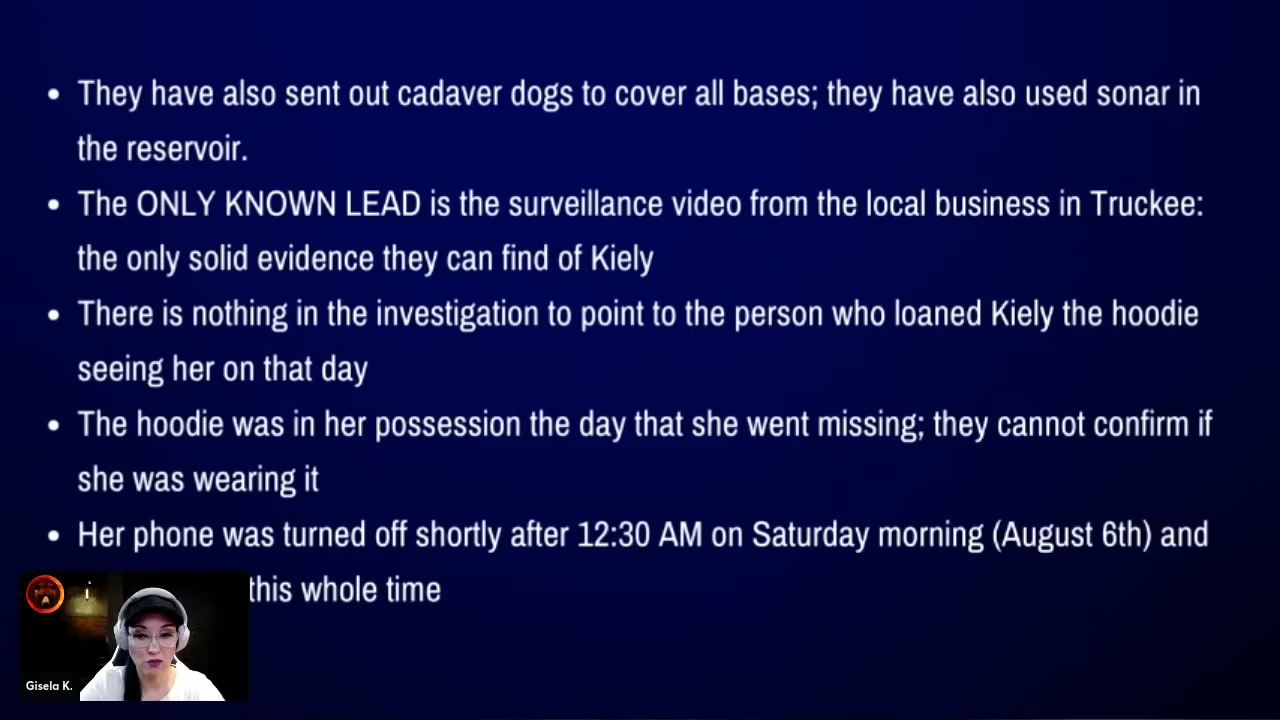 • They have also sent out cadaver dogs to cover all bases; they have also used sonar in
the reservoir.
• The ONLY KNOWN LEAD is the surveillance video from the local business in Truckee:
the only solid evidence they can find of Kiely
• There is nothing in the investigation to point to the person who loaned Kiely the hoodie
seeing her on that day
• The hoodie was in her possession the day that she went missing; they cannot confirm if
she was wearing it
• Her phone was turned off shortly after 12:30 AM on Saturday morning (August 6th) and
this whole time
Gisela K.